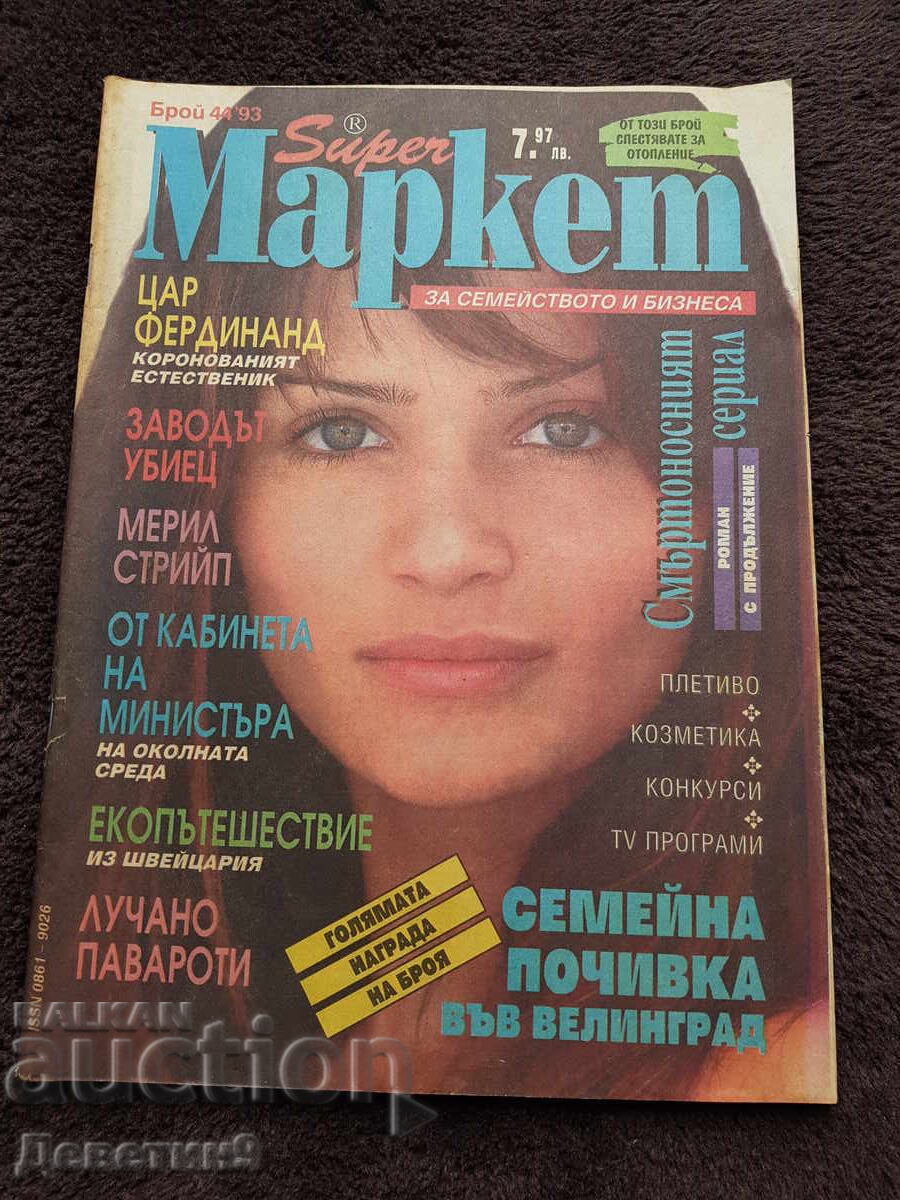 Брой 44'93
Super ®
Маркет
7.97 лв.
ОТ ТОЗИ БРОЙ
СПЕСТЯВАТЕ ЗА
ОТОПЛЕНИЕ
ЗА СЕМЕЙСТВОТО И БИЗНЕСА
ЦАР
ФЕРДИНАНД
КОРОНОВАНИЯТ
ЕСТЕСТВЕНИК
ЗАВОДЪТ
УБИЕЦ
МЕРИЛ
СТРИЙП
ОТ КАБИНЕТА
НА
МИНИСТЪРА
НА ОКОЛНАТА
СРЕДА
ЕКОПЪТЕШЕСТВИЕ
ИЗ ШВЕЙЦАРИЯ
ЛУЧАНО
ПАВАРОТИ
Смъртоносният
сериал
РОМАН
С ПРОДЪЛЖЕНИЕ
ПЛЕТИВО
КОЗМЕТИКА
КОНКУРСИ
TV ПРОГРАМИ
ГОЛЯМАТА
НАГРАДА
НА БРОЯ
СЕМЕЙНА
ПОЧИВКА
ВЪВ ВЕЛИНГРАД
ISSN 0861 9026
BALKAN
auction
Деветин9